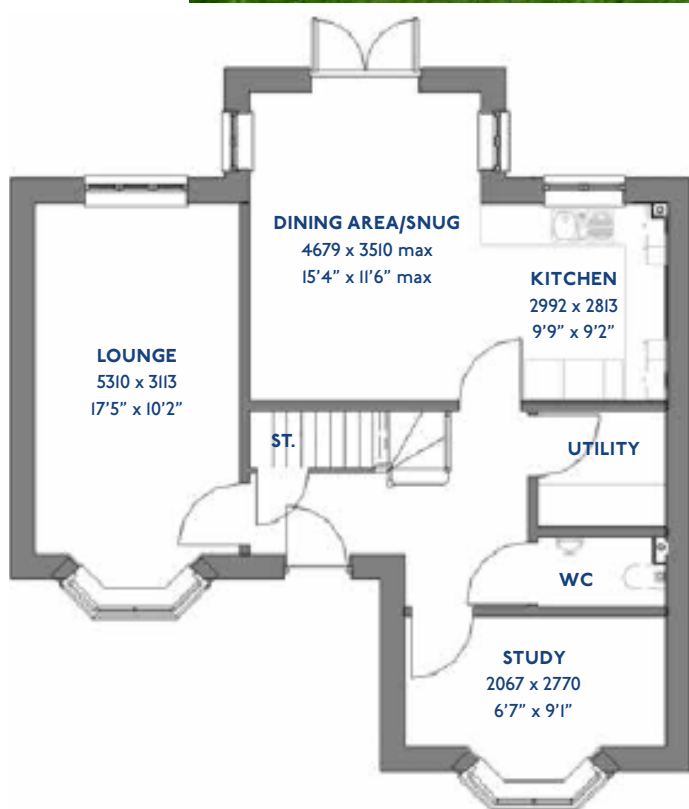 DINING AREA/SNUG
4679 x 3510 max
15'4" x 11'6" max
KITCHEN
2992 x 2813
9'9" x 9'2"
LOUNGE
5310 x 3113
17'5" x 10'2"
ST.
UTILITY
WC
STUDY
2067 x 2770
6'7" x 9'1"